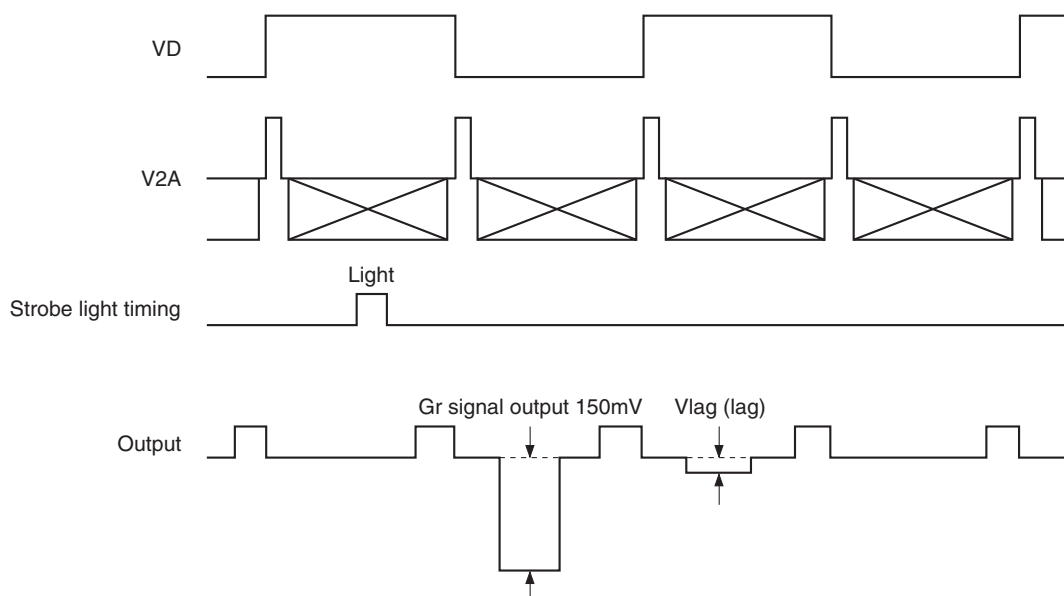 VD
V2A
Light
Strobe light timing
Gr signal output 150mV
Vlag (lag)
Output